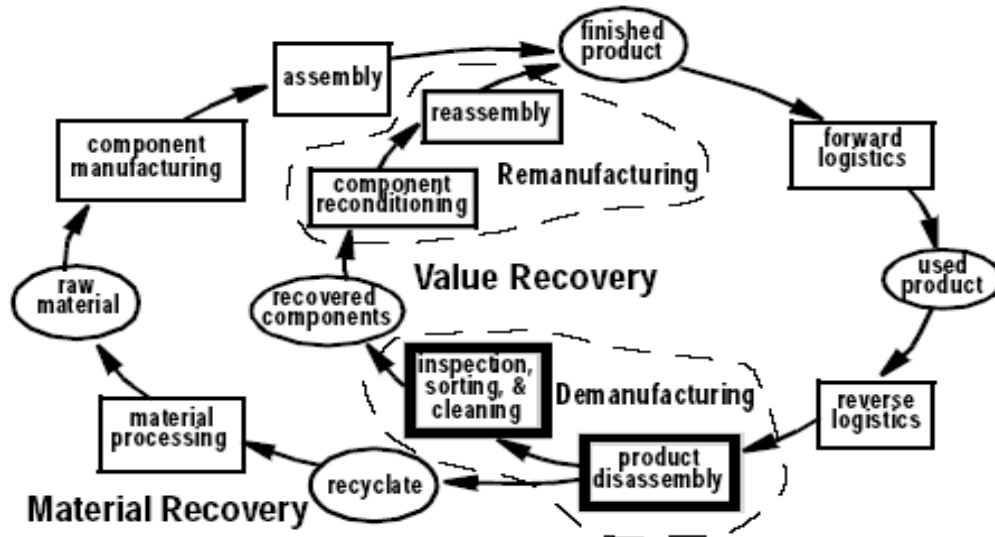 finished
product
assembly
reassembly
component
manufacturing
forward
logistics
Remanufacturing
component
reconditioning
used
product
Value Recovery
raw
material
recovered
components
inspection,
sorting, &
cleaning
Demanufacturing
reverse
logistics
material
processing
product
disassembly
recyclate
Material Recovery